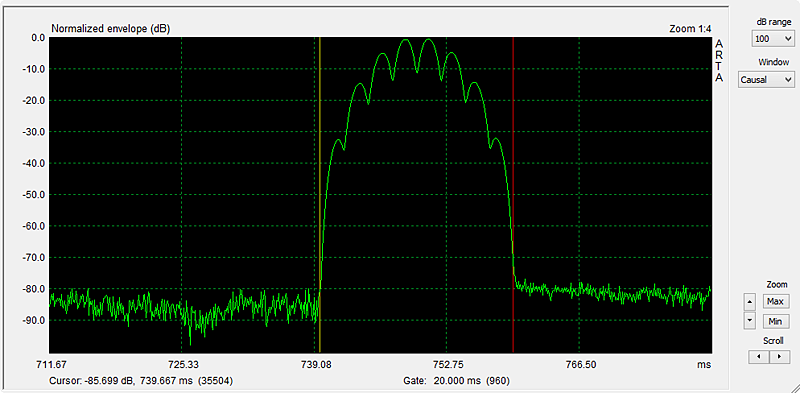 Normalized envelope (dB)
Zoom 1:4
dB range
100
Window
Causal
A
R
T
A
0.0
-10.0
-20.0
-30.0
-40.0
-50.0
-60.0
-70.0
-80.0
-90.0
711.67
725.33
739.08
752.75
766.50
ms
Cursor: -85.699 dB, 739.667 ms (35504)
Gate: 20.000 ms (960)
Zoom
Max
Min
Scroll